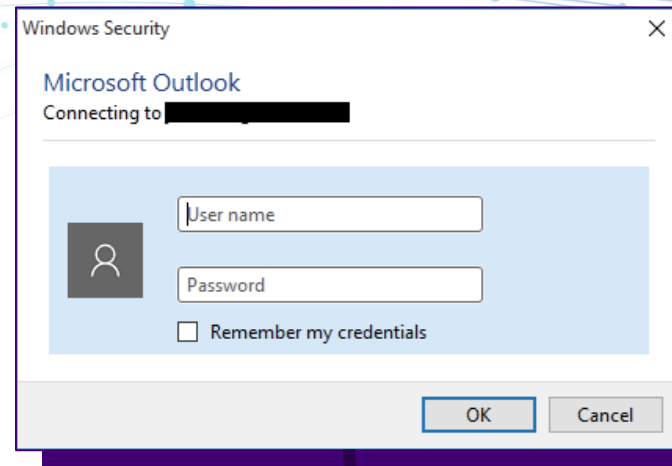 Windows Security
Microsoft Outlook
Connecting to
User name
Password
Remember my credentials
OK
Cancel